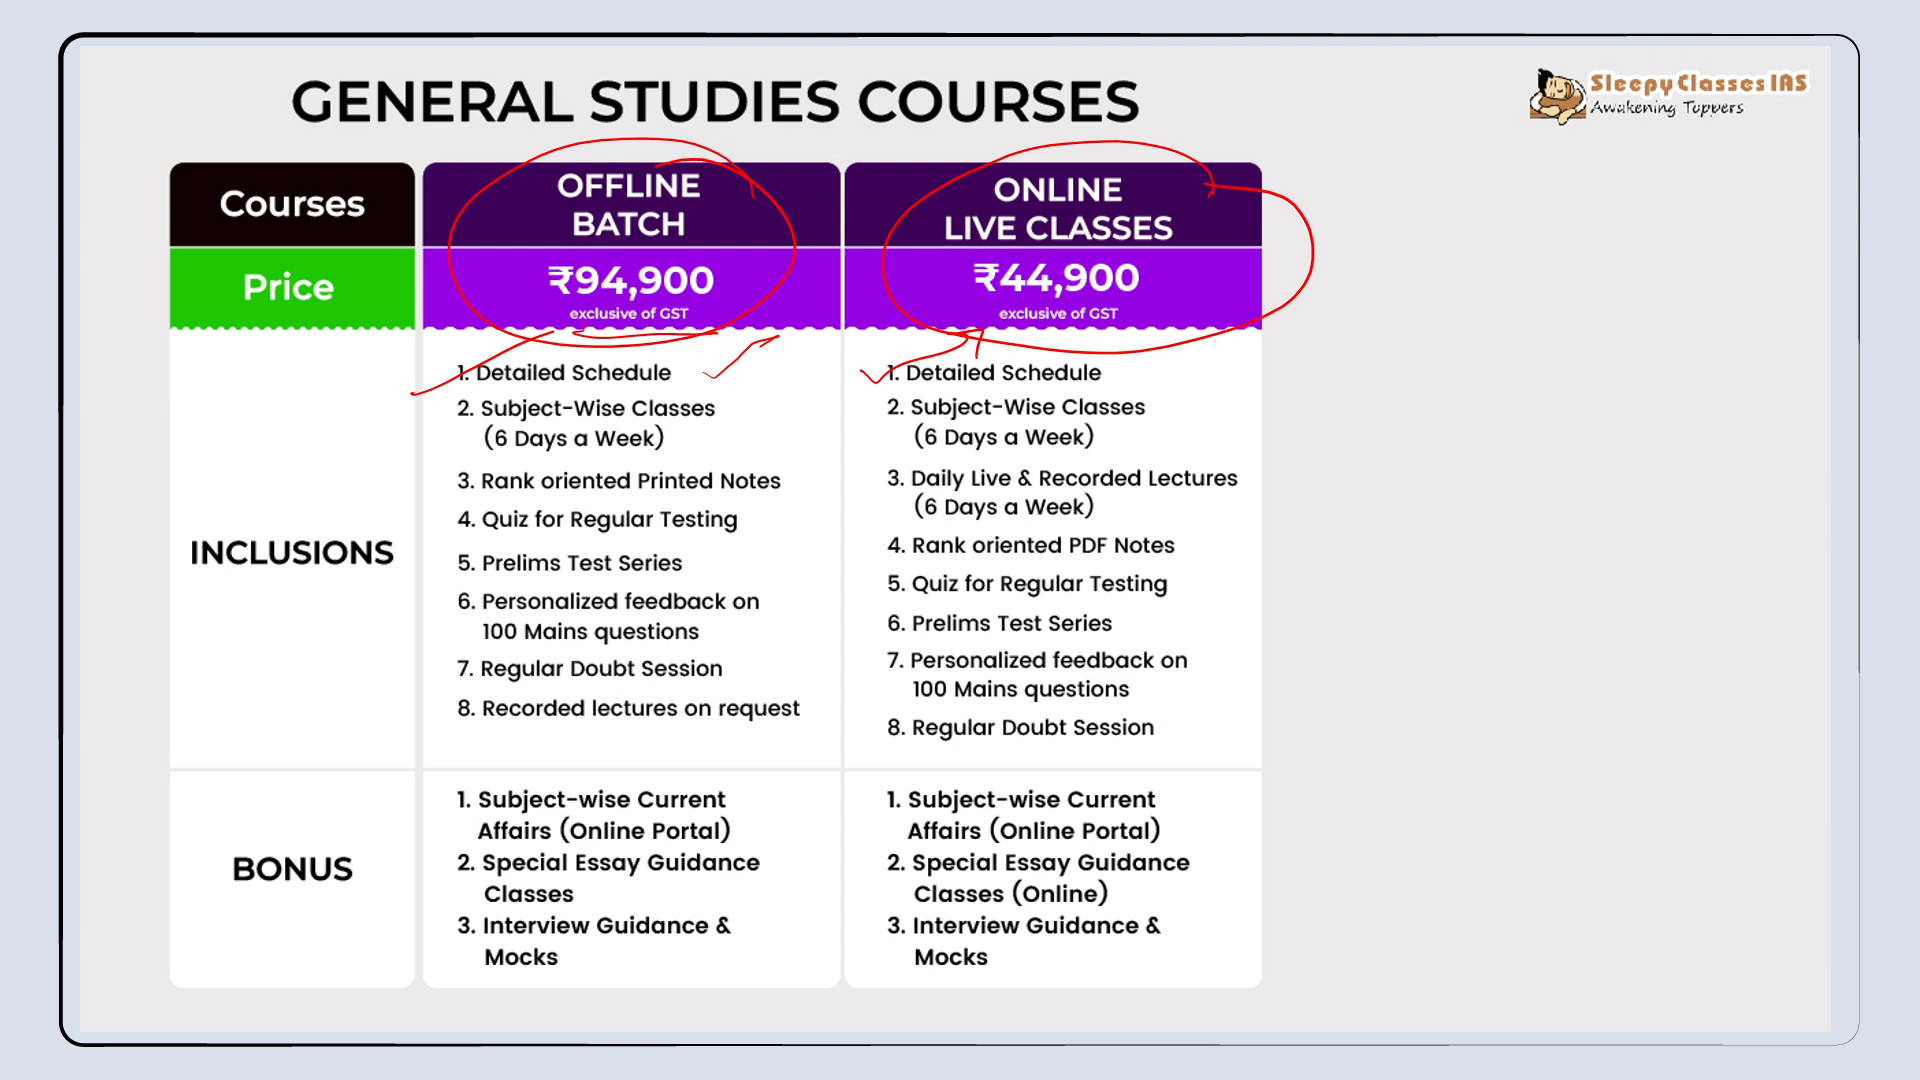 GENERAL STUDIES COURSES
Sleepy Classes IAS
Awakening Toppers
Courses
OFFLINE
BATCH
ONLINE
LIVE CLASSES
Price
₹94,900
exclusive of GST
₹44,900
exclusive of GST
INCLUSIONS
1. Detailed Schedule
2. Subject-Wise Classes
(6 Days a Week)
3. Rank oriented Printed Notes
4. Quiz for Regular Testing
5. Prelims Test Series
6. Personalized feedback on
100 Mains questions
7. Regular Doubt Session
8. Recorded lectures on request
1. Detailed Schedule
2. Subject-Wise Classes
(6 Days a Week)
3. Daily Live & Recorded Lectures
(6 Days a Week)
4. Rank oriented PDF Notes
5. Quiz for Regular Testing
6. Prelims Test Series
7. Personalized feedback on
100 Mains questions
8. Regular Doubt Session
BONUS
1. Subject-wise Current
Affairs (Online Portal)
2. Special Essay Guidance
Classes
3. Interview Guidance &
Mocks
1. Subject-wise Current
Affairs (Online Portal)
2. Special Essay Guidance
Classes (Online)
3. Interview Guidance &
Mocks